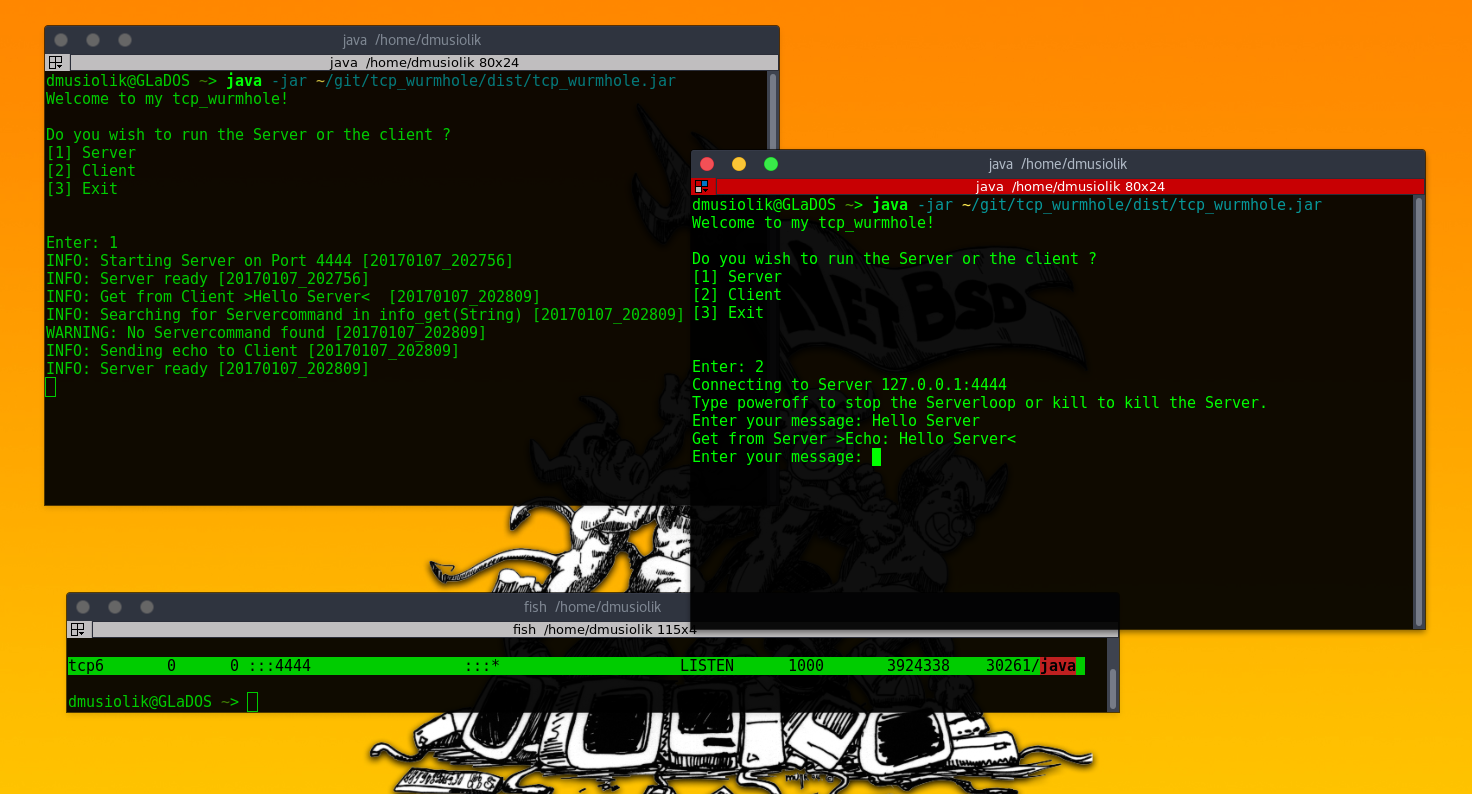 java  /home/dmusiolik
java  /home/dmusiolik 80x24
dmusiolik@GLaDOS ~> java -jar ~/git/tcp_wurmhole/dist/tcp_wurmhole.jar
Welcome to my tcp_wurmhole!
Do you wish to run the Server or the client ?
[1] Server
[2] Client
[3] Exit
Enter: 1
INFO: Starting Server on Port 4444 [20170107_202756]
INFO: Server ready [20170107_202756]
INFO: Get from Client >Hello Server<  [20170107_202809]
INFO: Searching for Servercommand in info_get(String) [20170107_202809]
WARNING: No Servercommand found [20170107_202809]
INFO: Sending echo to Client [20170107_202809]
INFO: Server ready [20170107_202809]
java  /home/dmusiolik
java  /home/dmusiolik 80x24
dmusiolik@GLaDOS ~> java -jar ~/git/tcp_wurmhole/dist/tcp_wurmhole.jar
Welcome to my tcp_wurmhole!
Do you wish to run the Server or the client ?
[1] Server
[2] Client
[3] Exit
Enter: 2
Connecting to Server 127.0.0.1:4444
Type poweroff to stop the Serverloop or kill to kill the Server.
Enter your message: Hello Server
Get from Server >Echo: Hello Server<
Enter your message:
NetBSD
fish  /home/dmusiolik
fish  /home/dmusiolik 115x4
tcp6       0      0 :::4444                 :::*                    LISTEN      1000       3924338    30261/java
dmusiolik@GLaDOS ~>